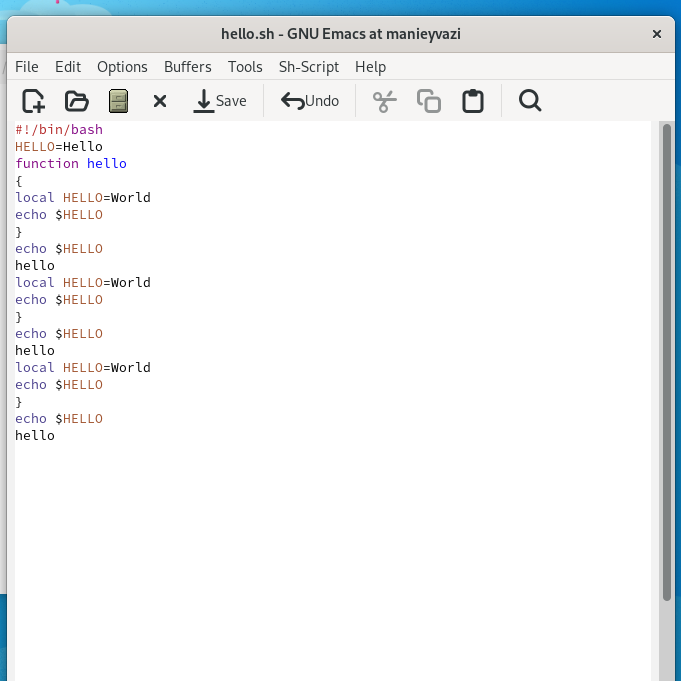 hello.sh - GNU Emacs at manieyvazi
File Edit Options Buffers Tools Sh-Script Help
Save Undo
#!/bin/bash
HELLO=Hello
function hello
{
local HELLO=World
echo $HELLO
}
echo $HELLO
hello
local HELLO=World
echo $HELLO
}
echo $HELLO
hello
local HELLO=World
echo $HELLO
}
echo $HELLO
hello